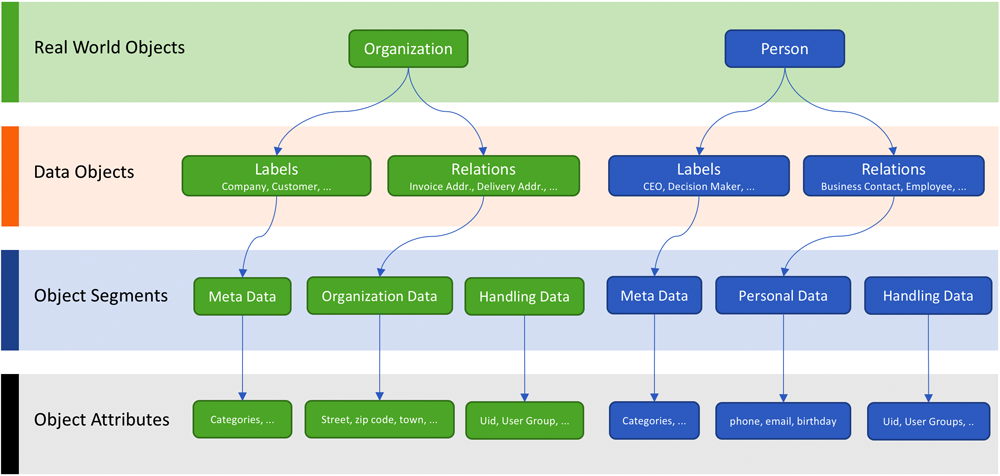 Real World Objects
Organization
Person
Data Objects
Labels
Company, Customer, ...
Relations
Invoice Addr., Delivery Addr., ...
Labels
CEO, Decision Maker, ...
Relations
Business Contact, Employee, ...
Object Segments
Meta Data
Organization Data
Handling Data
Meta Data
Personal Data
Handling Data
Object Attributes
Categories, ...
Street, zip code, town, ...
Uid, User Group, ...
Categories, ...
phone, email, birthday
Uid, User Groups, ..